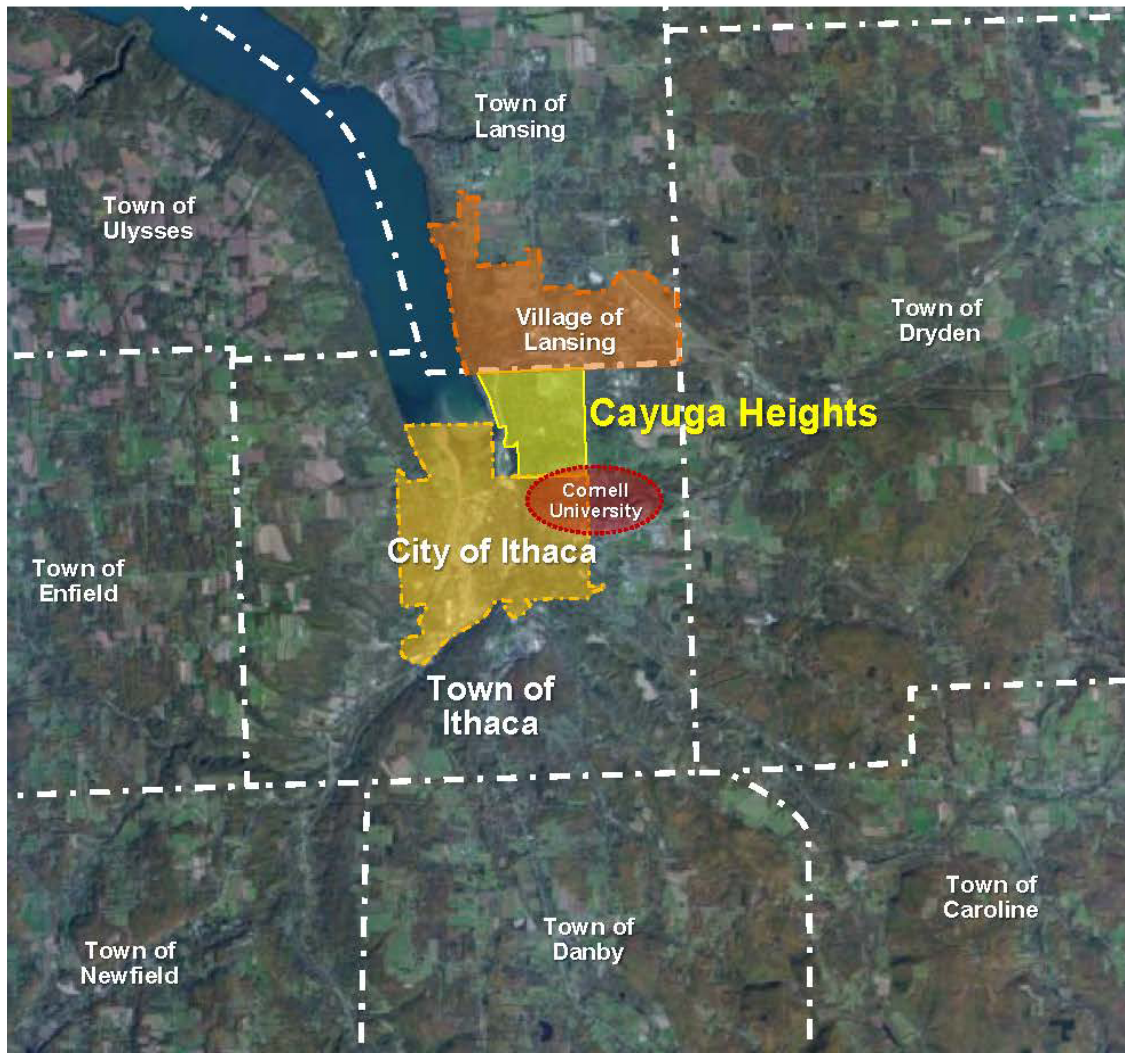 Town of
Lansing
Town of
Ulysses
Village of
Lansing
Town of
Dryden
Cayuga Heights
Cornell
University
City of Ithaca
Town of
Enfield
Town of
Ithaca
Town of
Caroline
Town of
Danby
Town of
Newfield